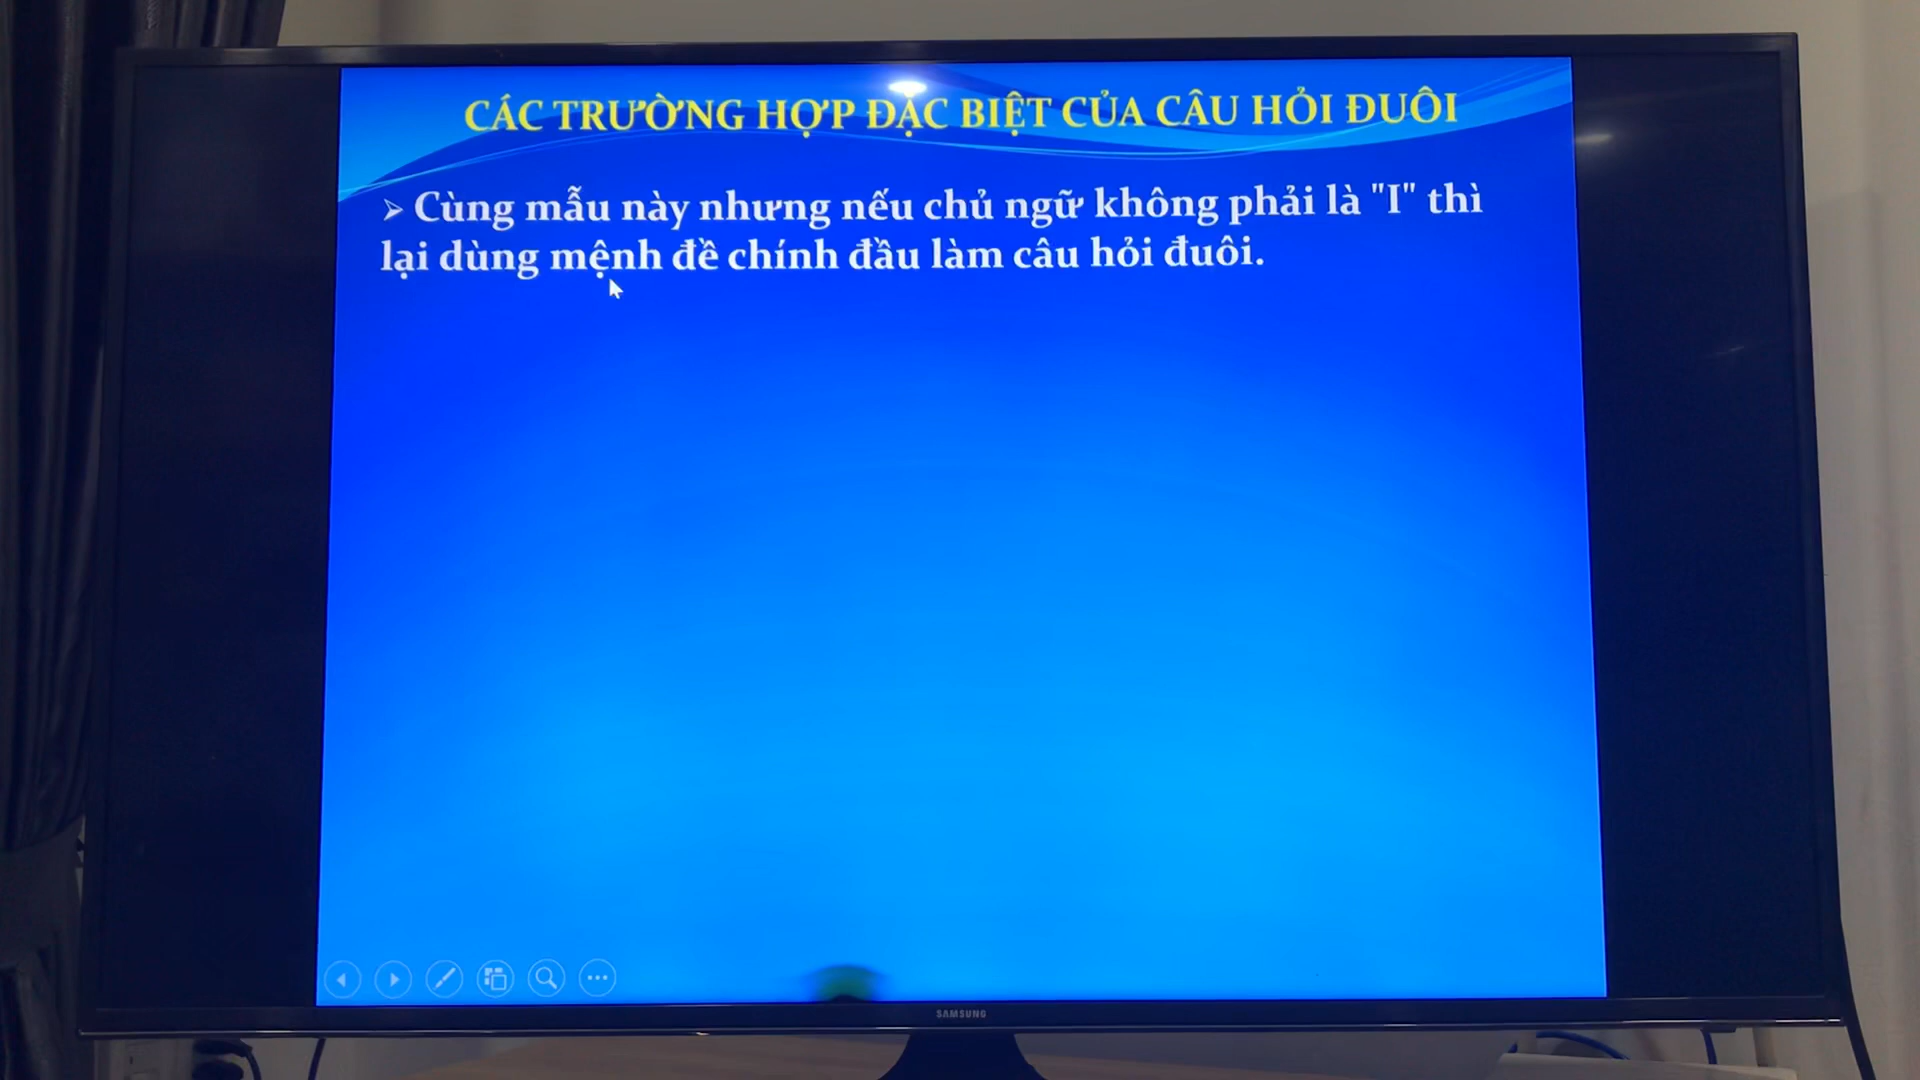 CÁC TRƯỜNG HỢP ĐẶC BIỆT CỦA CÂU HỎI ĐUÔI
➢ Cùng mẫu này nhưng nếu chủ ngữ không phải là "I" thì
lại dùng mệnh đề chính đầu làm câu hỏi đuôi.
SAMSUNG